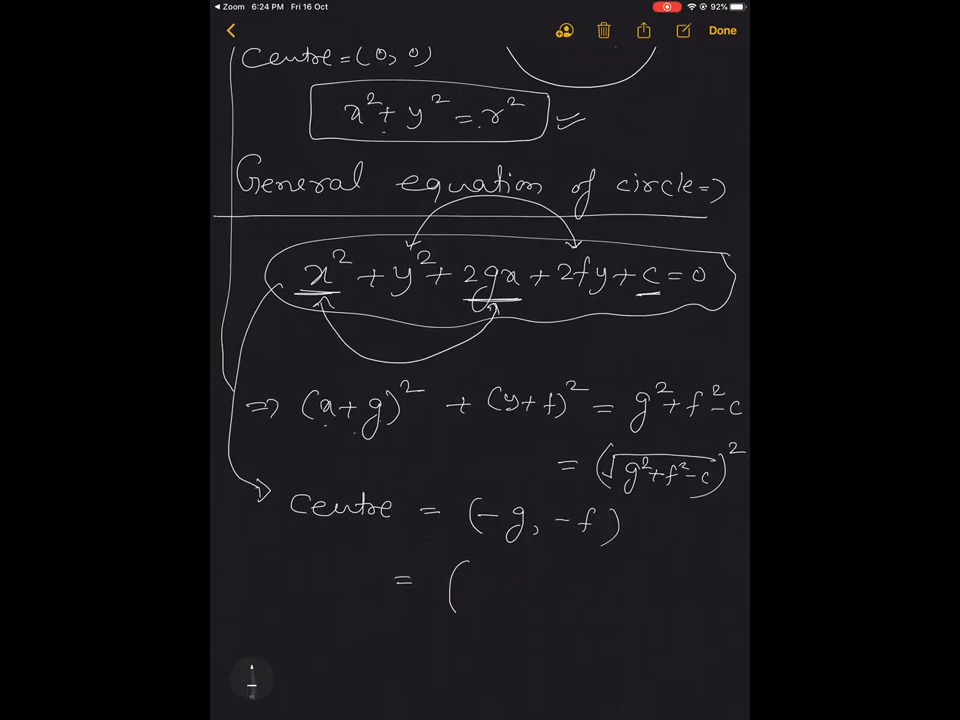 Zoom 6:24 PM Fri 16 Oct 92%
Done
Centre = (0, 0)
x² + y² = r²
General equation of circle =>
x² + y² + 2gx + 2fy + c = 0
=> (x + g)² + (y + f)² = g² + f² - c
= (√g² + f² - c)²
Centre = (-g, -f)
= (